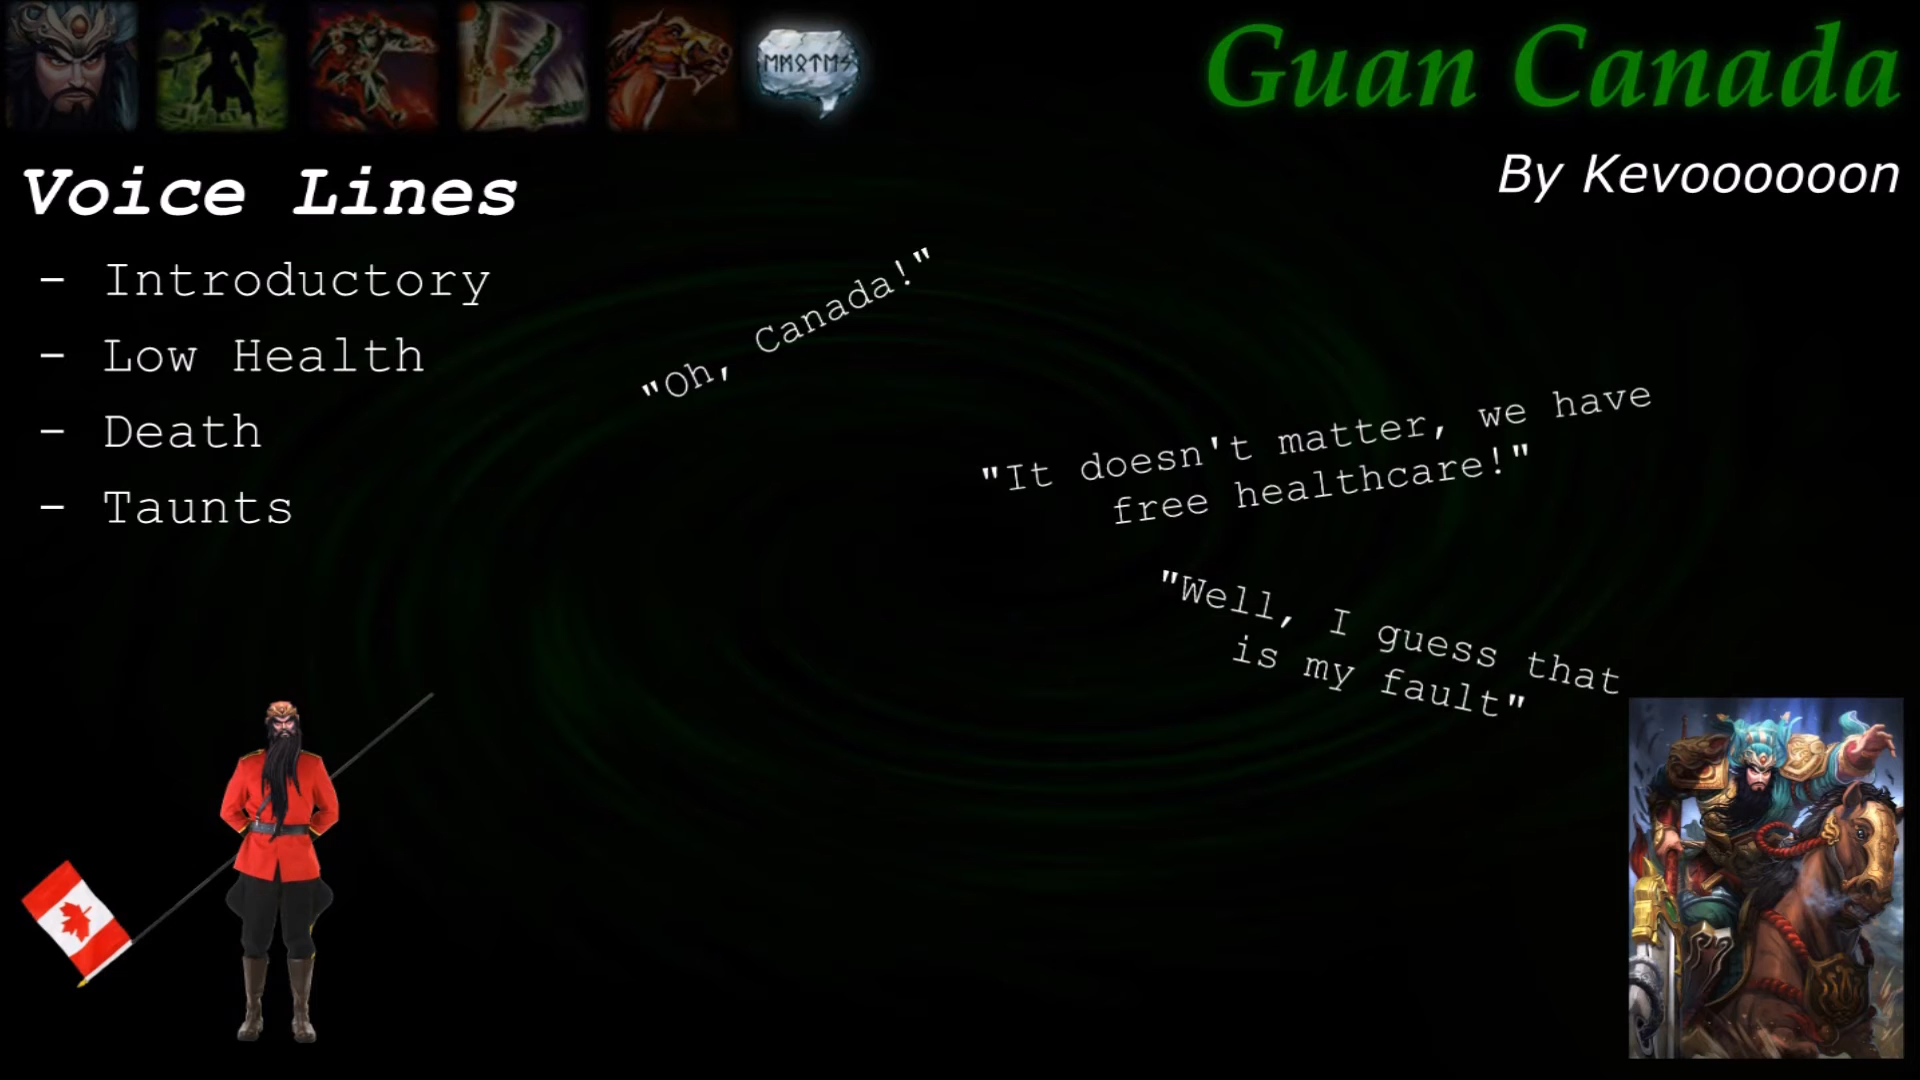 ᛖᛗᛟᛏᛖᛊ
Guan Canada
By Kevoooooon
Voice Lines
- Introductory
- Low Health
- Death
- Taunts
"Oh, Canada!"
"It doesn't matter, we have
free healthcare!"
"Well, I guess that
is my fault"